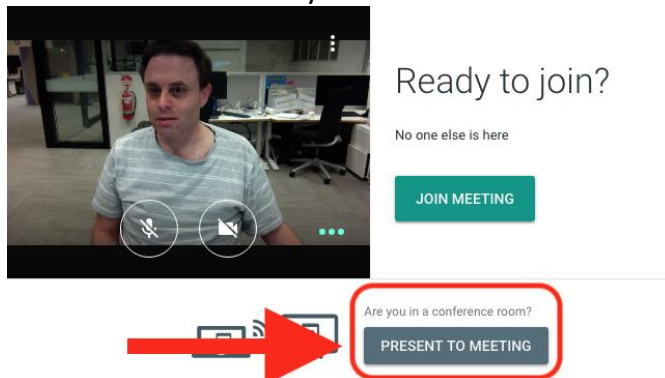 Ready to join?
No one else is here
JOIN MEETING
Are you in a conference room?
PRESENT TO MEETING